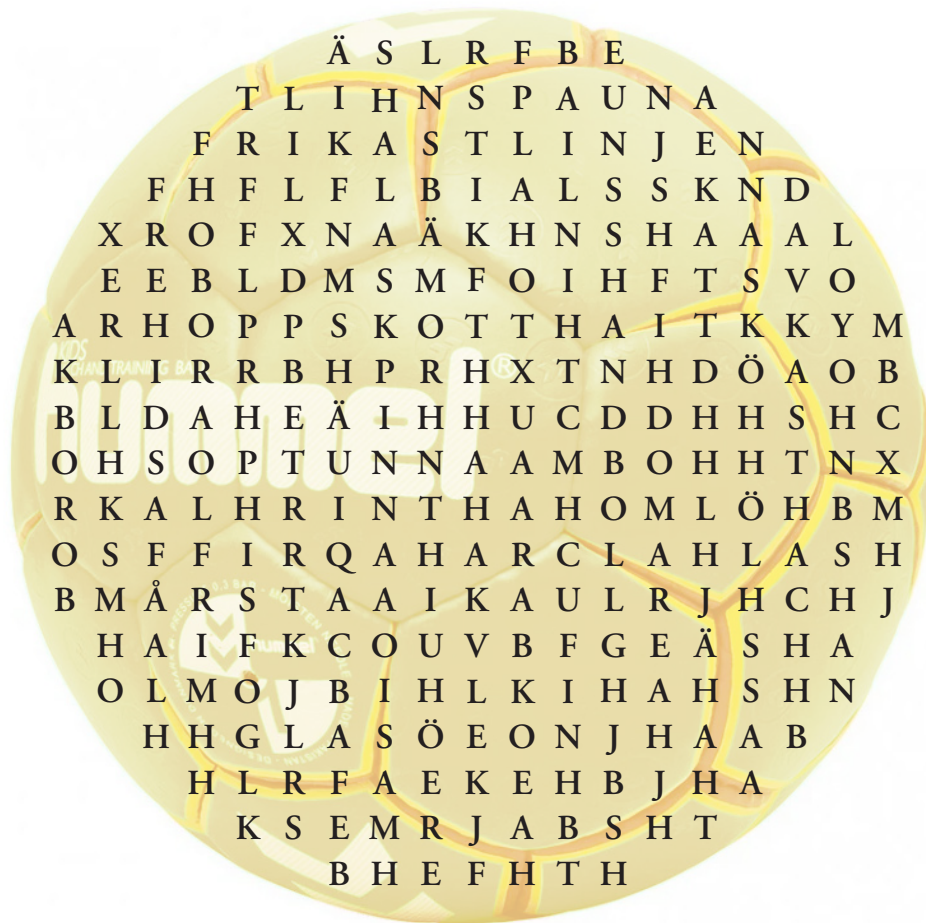 Ä S L R F B E
T L I H N S P A U N A
F R I K A S T L I N J E N
F H F L F L B I A L S S K N D
X R O F X N A Ä K H N S H A A A L
E E B L D M S M F O I H F T S V O
A R H O P P S K O T T H A I T K K Y M
K L I R R B H P R H X T N H D Ö A O B
B L D A H E Ä I H H U C D D H H S H C
O H S O P T U N N A A M B O H H T N X
R K A L H R I N T H A H O M L Ö H B M
O S F F I R Q A H A R C L A H L A S H
B M Å R S T A A I K A U L R J H C H J
H A I F K C O U V B F G E Ä S H A
O L M O J B I H L K I H A H S H N
H H G L A S Ö E O N J H A A B
H L R F A E K E H B J H A
K S E M R J A B S H T
B H E F H T H
hummel®